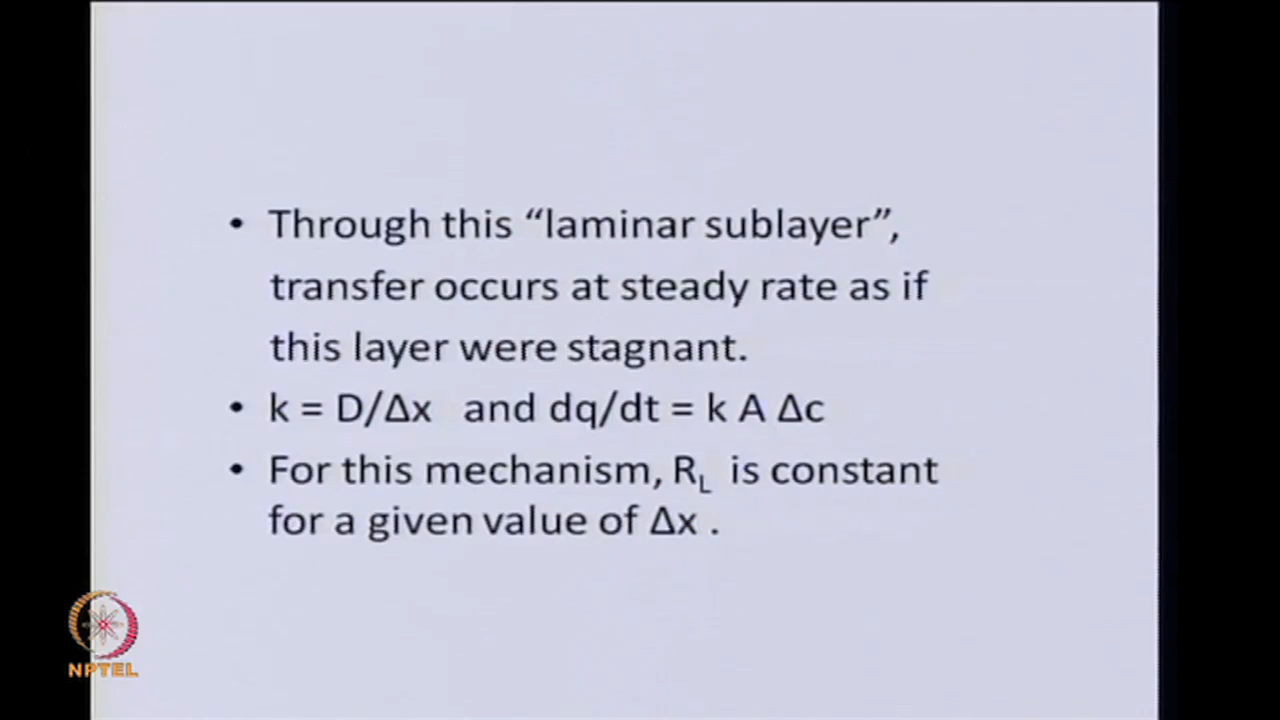 • Through this “laminar sublayer”,
transfer occurs at steady rate as if
this layer were stagnant.
• k = D/Δx and dq/dt = k A Δc
• For this mechanism, R_L is constant
for a given value of Δx .
NPTEL